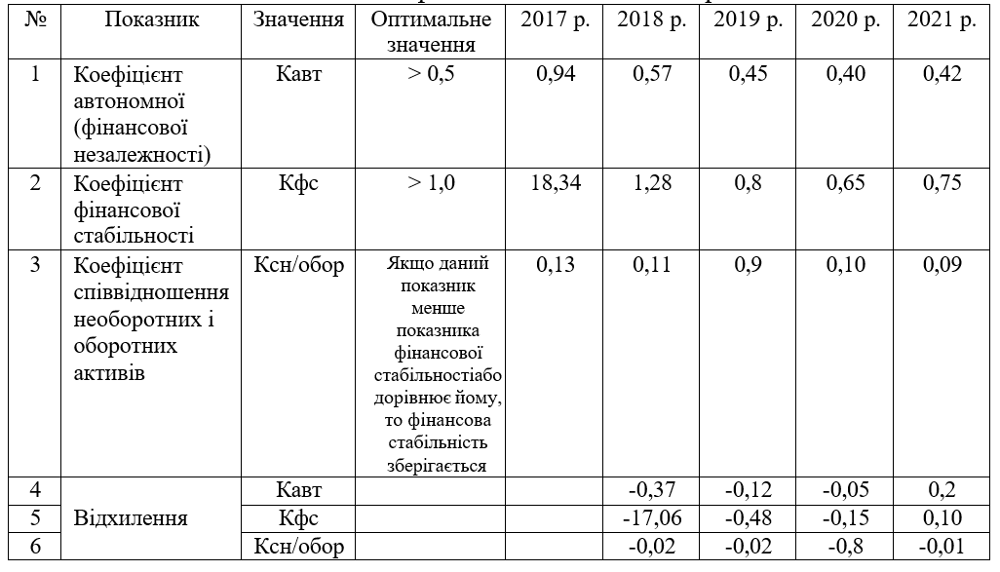 № Показник Значення Оптимальне значення 2017 р. 2018 р. 2019 р. 2020 р. 2021 р.
1 Коефіцієнт автономної (фінансової незалежності) Кавт > 0,5 0,94 0,57 0,45 0,40 0,42
2 Коефіцієнт фінансової стабільності Кфс > 1,0 18,34 1,28 0,8 0,65 0,75
3 Коефіцієнт співвідношення необоротних і оборотних активів Ксн/обор Якщо даний показник менше показника фінансової стабільностіабо дорівнює йому, то фінансова стабільність зберігається 0,13 0,11 0,9 0,10 0,09
4 Відхилення Кавт -0,37 -0,12 -0,05 0,2
5 Кфс -17,06 -0,48 -0,15 0,10
6 Ксн/обор -0,02 -0,02 -0,8 -0,01